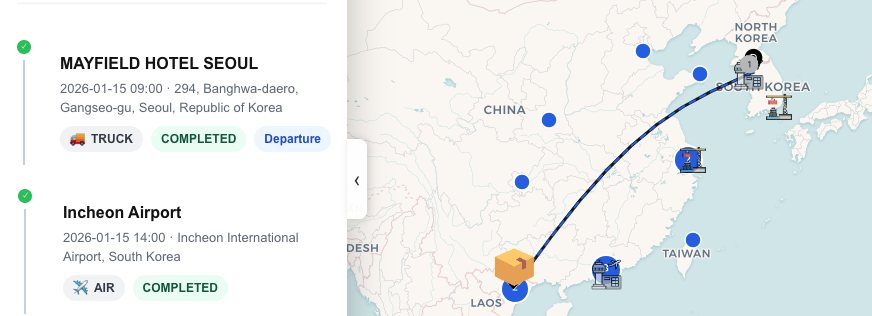 MAYFIELD HOTEL SEOUL
2026-01-15 09:00 · 294, Banghwa-daero,
Gangseo-gu, Seoul, Republic of Korea
🚚 TRUCK COMPLETED Departure
Incheon Airport
2026-01-15 14:00 · Incheon International
Airport, South Korea
✈️ AIR COMPLETED
NORTH
KOREA
1
SOUTH KOREA
CHINA
TAIWAN
DESH
LAOS